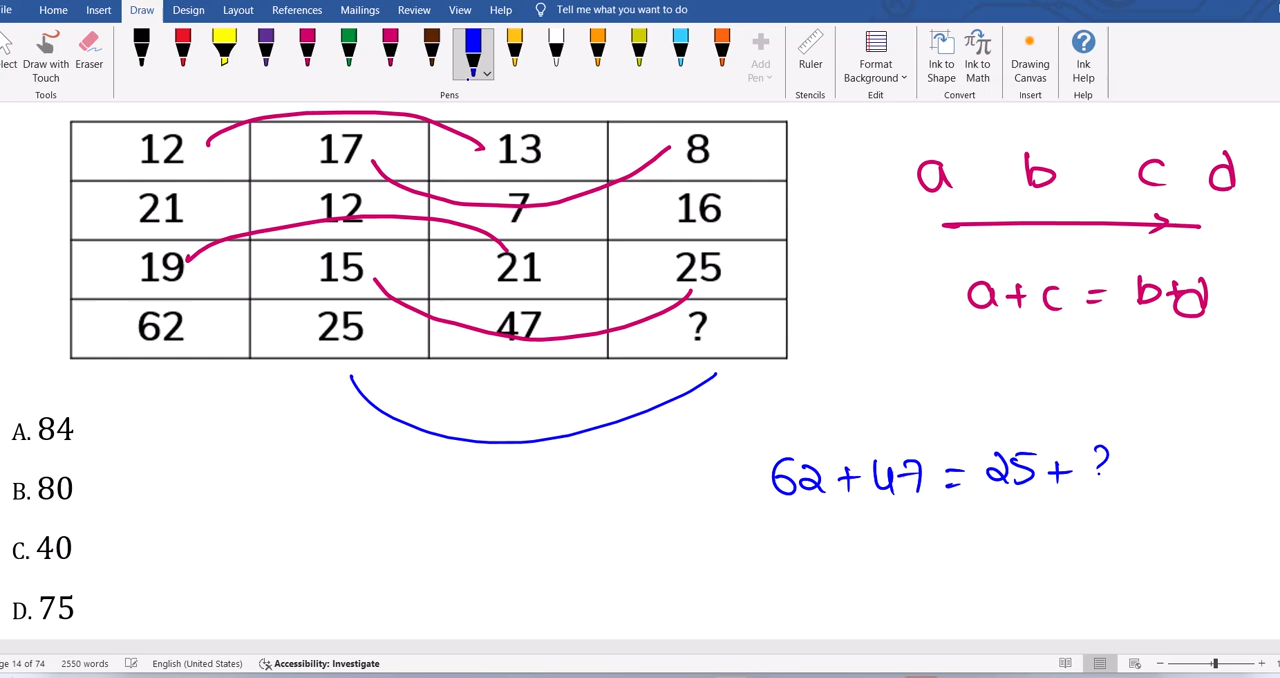 ile Home Insert Draw Design Layout References Mailings Review View Help Tell me what you want to do
lect Draw with Touch Eraser Add Pen Ruler Format Background Ink to Shape Ink to Math Drawing Canvas Ink Help
Tools Pens Stencils Edit Convert Insert Help
12 17 13 8
21 12 7 16
19 15 21 25
62 25 47 ?
a b c d
a + c = b+d
62 + 47 = 25 + ?
A. 84
B. 80
C. 40
D. 75
ge 14 of 74 2550 words English (United States) Accessibility: Investigate